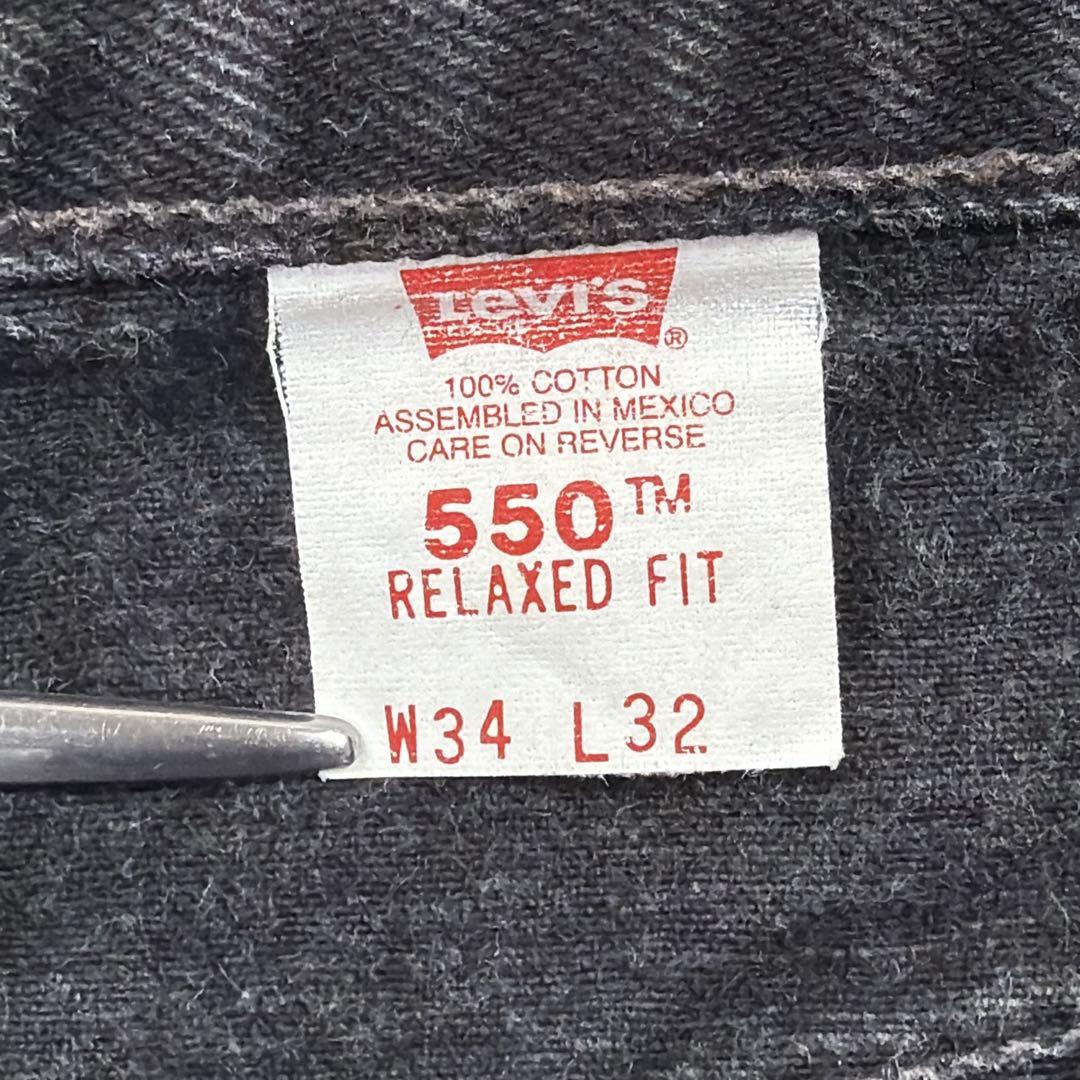 Levi's
®
100% COTTON
ASSEMBLED IN MEXICO
CARE ON REVERSE
550™
RELAXED FIT
W34 L32